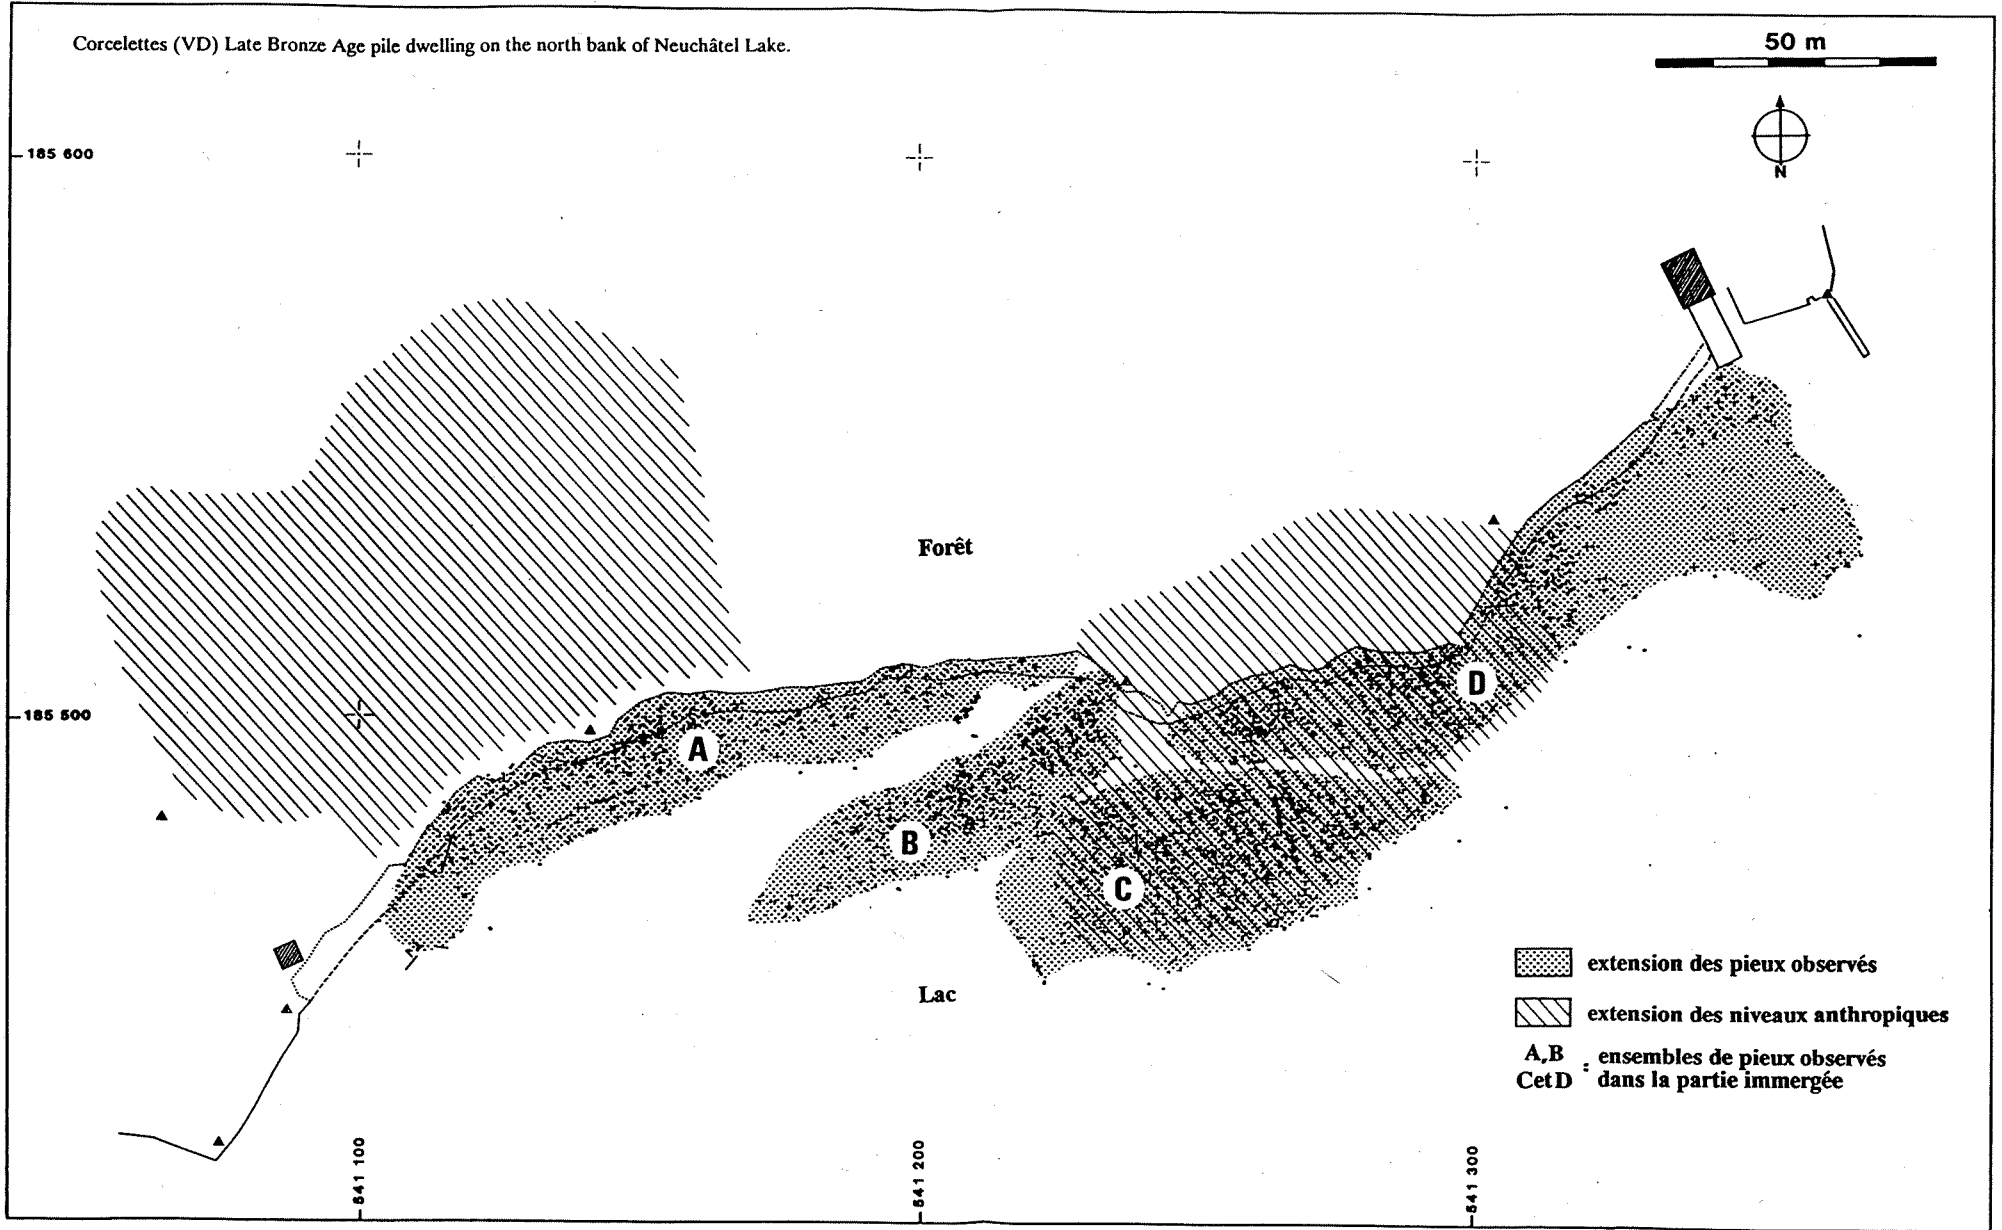 Corcelettes (VD) Late Bronze Age pile dwelling on the north bank of Neuchâtel Lake.
50 m
N
185 600
Forêt
185 500
A
B
C
D
Lac
extension des pieux observés
extension des niveaux anthropiques
A,B : ensembles de pieux observés
C et D dans la partie immergée
541 100
541 200
541 300